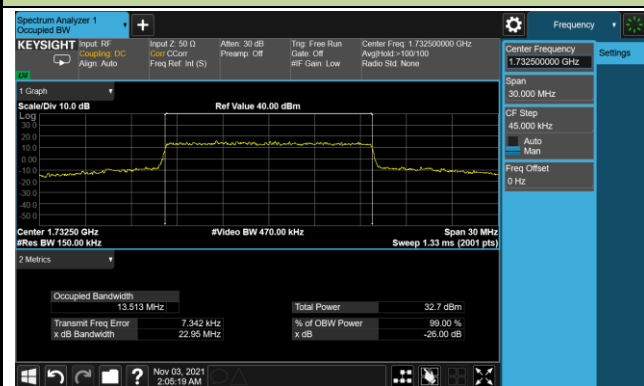 Spectrum Analyzer 1
Occupied BW
Frequency
KEYSIGHT
Input: RF
Coupling: DC
Align: Auto
Input Z: 50 Ω
Corr CCorr
Freq Ref: Int (S)
Atten: 30 dB
Preamp: Off
Trig: Free Run
Gate: Off
#IF Gain: Low
Center Freq: 1.732500000 GHz
Avg|Hold:>100/100
Radio Std: None
Center Frequency
1.732500000 GHz
Settings
Span
30.000 MHz
CF Step
45.000 kHz
Auto
Man
Freq Offset
0 Hz
1 Graph
Scale/Div 10.0 dB
Ref Value 40.00 dBm
Log
30.0
20.0
10.0
0.00
-10.0
-20.0
-30.0
-40.0
-50.0
Center 1.73250 GHz
#Video BW 470.00 kHz
Span 30 MHz
#Res BW 150.00 kHz
Sweep 1.33 ms (2001 pts)
2 Metrics
Occupied Bandwidth
13.513 MHz
Total Power
32.7 dBm
Transmit Freq Error
7.342 kHz
% of OBW Power
99.00 %
x dB Bandwidth
22.95 MHz
x dB
-26.00 dB
?
Nov 03, 2021
2:05:19 AM